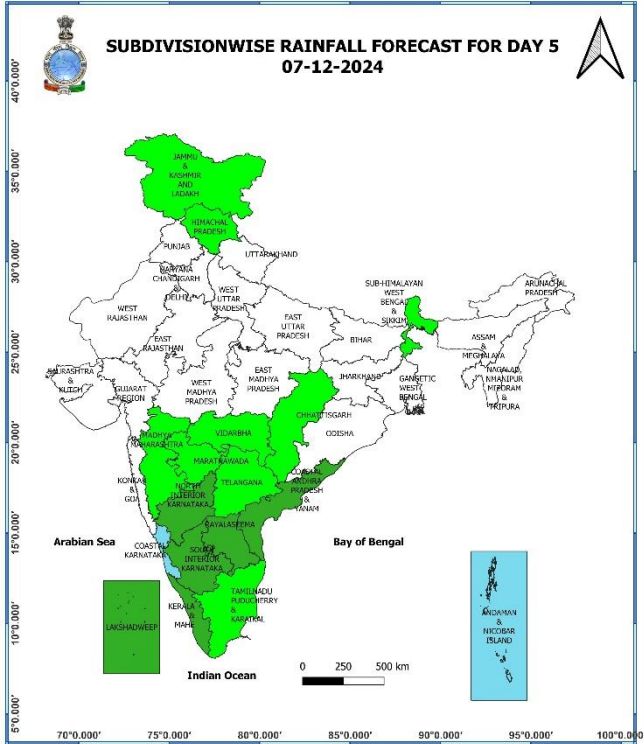 SUBDIVISIONWISE RAINFALL FORECAST FOR DAY 5
07-12-2024
40°0.000'
35°0.000'
30°0.000'
25°0.000'
20°0.000'
15°0.000'
10°0.000'
5°0.000'
JAMMU
&
KASHMIR
AND
LADAKH
HIMACHAL
PRADESH
PUNJAB
UTTARAKHAND
HARYANA
CHANDIGARH
&
DELHI
WEST
UTTAR
PRADESH
WEST
RAJASTHAN
EAST
RAJASTHAN
EAST
UTTAR
PRADESH
SUB-HIMALAYAN
WEST
BENGAL
&
SIKKIM
ARUNACHAL
PRADESH
BIHAR
ASSAM
&
MEGHALAYA
NAGALAD,
NMANIPUR
MIZORAM
&
TRIPURA
SAURASHTRA
&
KUTCH
GUJARAT
REGION
WEST
MADHYA
PRADESH
EAST
MADHYA
PRADESH
JHARKHAND
GANGETIC
WEST
BENGAL
CHHATTISGARH
ODISHA
MADHYA
MAHARASHTRA
VIDARBHA
MARATHAWADA
TELANGANA
KONKAN
&
GOA
NORTH
INTERIOR
KARNATAKA
COASTAL
ANDHRA
PRADESH
&
YANAM
RAYALASEEMA
COASTAL
KARNATAKA
SOUTH
INTERIOR
KARNATAKA
Arabian Sea
Bay of Bengal
LAKSHADWEEP
KERALA
&
MAHE
TAMILNADU
PUDUCHERRY
&
KARAIKAL
ANDAMAN
&
NICOBAR
ISLAND
Indian Ocean
0 250 500 km
70°0.000' 75°0.000' 80°0.000' 85°0.000' 90°0.000' 95°0.000' 100°0.000'